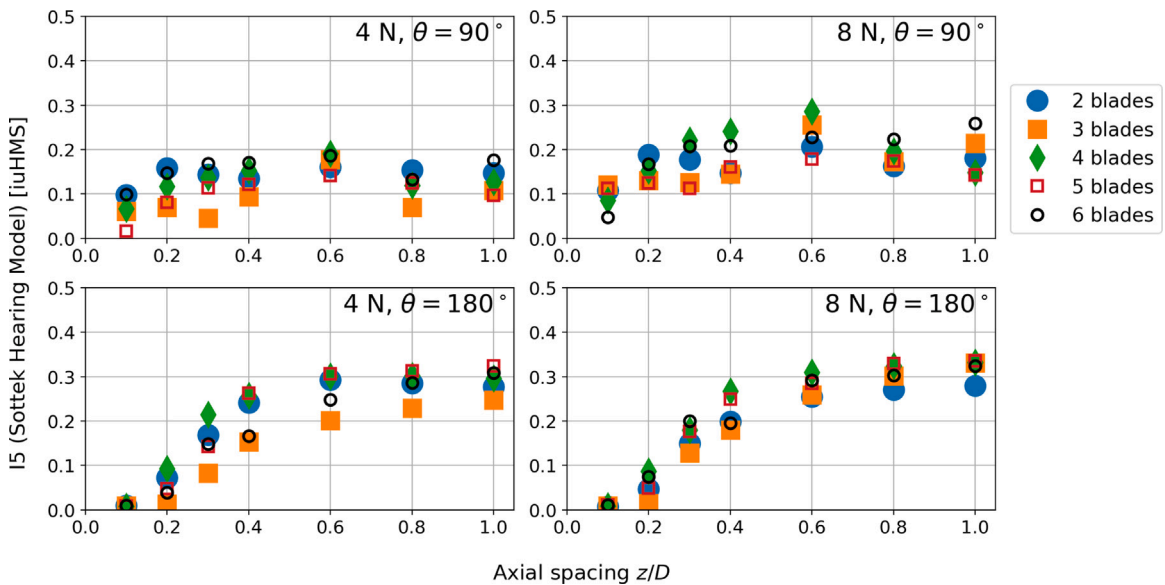 I5 (Sottek Hearing Model) [iuHMS]
4 N, θ = 90°
0.5
0.4
0.3
0.2
0.1
0.0
0.0 0.2 0.4 0.6 0.8 1.0
8 N, θ = 90°
0.5
0.4
0.3
0.2
0.1
0.0
0.0 0.2 0.4 0.6 0.8 1.0
2 blades
3 blades
4 blades
5 blades
6 blades
4 N, θ = 180°
0.5
0.4
0.3
0.2
0.1
0.0
0.0 0.2 0.4 0.6 0.8 1.0
8 N, θ = 180°
0.5
0.4
0.3
0.2
0.1
0.0
0.0 0.2 0.4 0.6 0.8 1.0
Axial spacing z/D